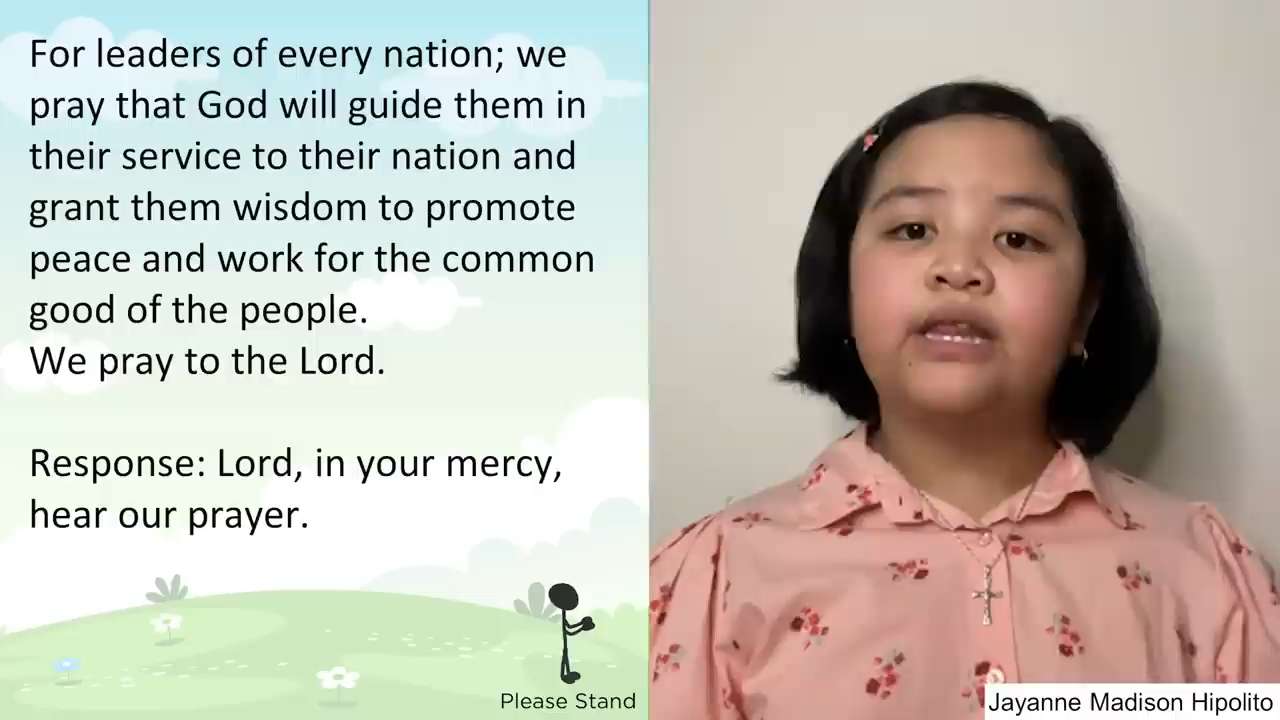 For leaders of every nation; we
pray that God will guide them in
their service to their nation and
grant them wisdom to promote
peace and work for the common
good of the people.
We pray to the Lord.
Response: Lord, in your mercy,
hear our prayer.
Please Stand
Jayanne Madison Hipolito